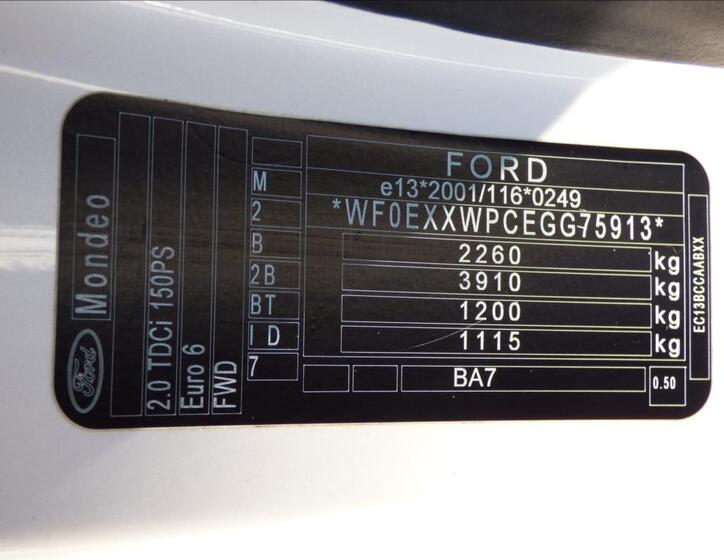 FORD
e13*2001/116*0249
*WF0EXXWPCEGG75913*
2260 kg
3910 kg
1200 kg
1115 kg
BA7
0.50
M
2
B
2B
BT
I D
7
FWD
Euro 6
2.0 TDCi 150PS
Mondeo
Ford
EC13BCCAABXX